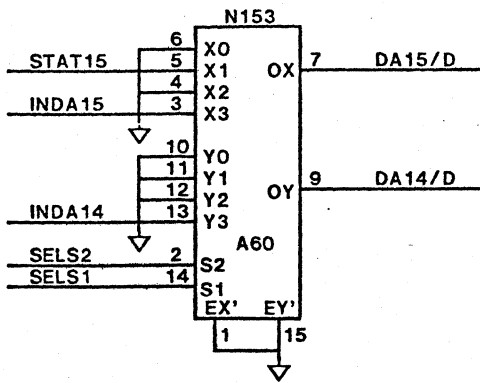 N153
6 X0
STAT15 5 X1 OX 7 DA15/D
4 X2
INDA15 3 X3
10 Y0
11 Y1
12 Y2 OY 9 DA14/D
INDA14 13 Y3
A60
SELS2 2 S2
SELS1 14 S1
EX' EY'
1 15